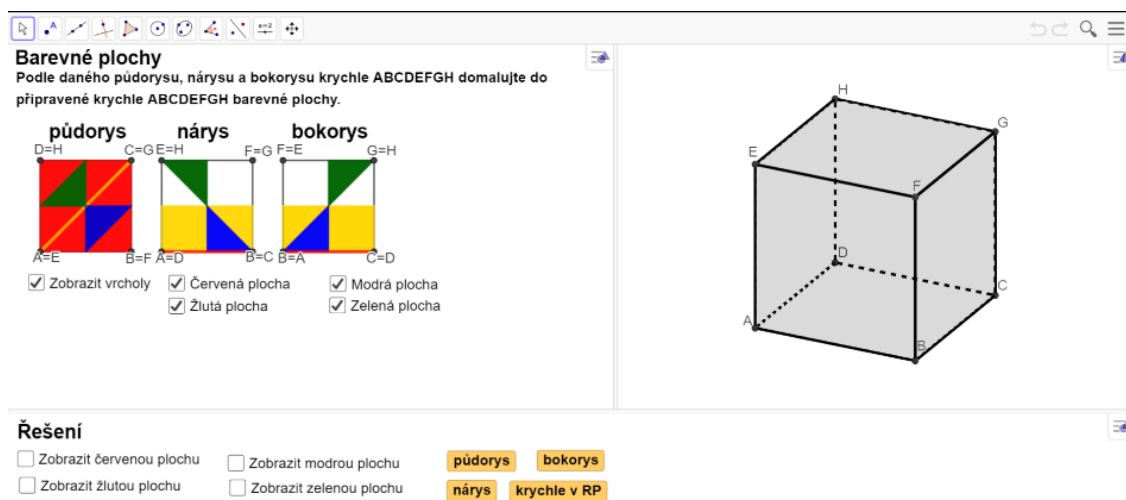 a=2
Barevné plochy
Podle daného půdorysu, nárysu a bokorysu krychle ABCDEFGH domalujte do
připravené krychle ABCDEFGH barevné plochy.
půdorys nárys bokorys
D=H C=G E=H F=G F=E G=H
A=E B=F A=D B=C B=A C=D
Zobrazit vrcholy Červená plocha Modrá plocha
Žlutá plocha Zelená plocha
H
G
E
F
D
C
A
B
Řešení
Zobrazit červenou plochu Zobrazit modrou plochu půdorys bokorys
Zobrazit žlutou plochu Zobrazit zelenou plochu nárys krychle v RP